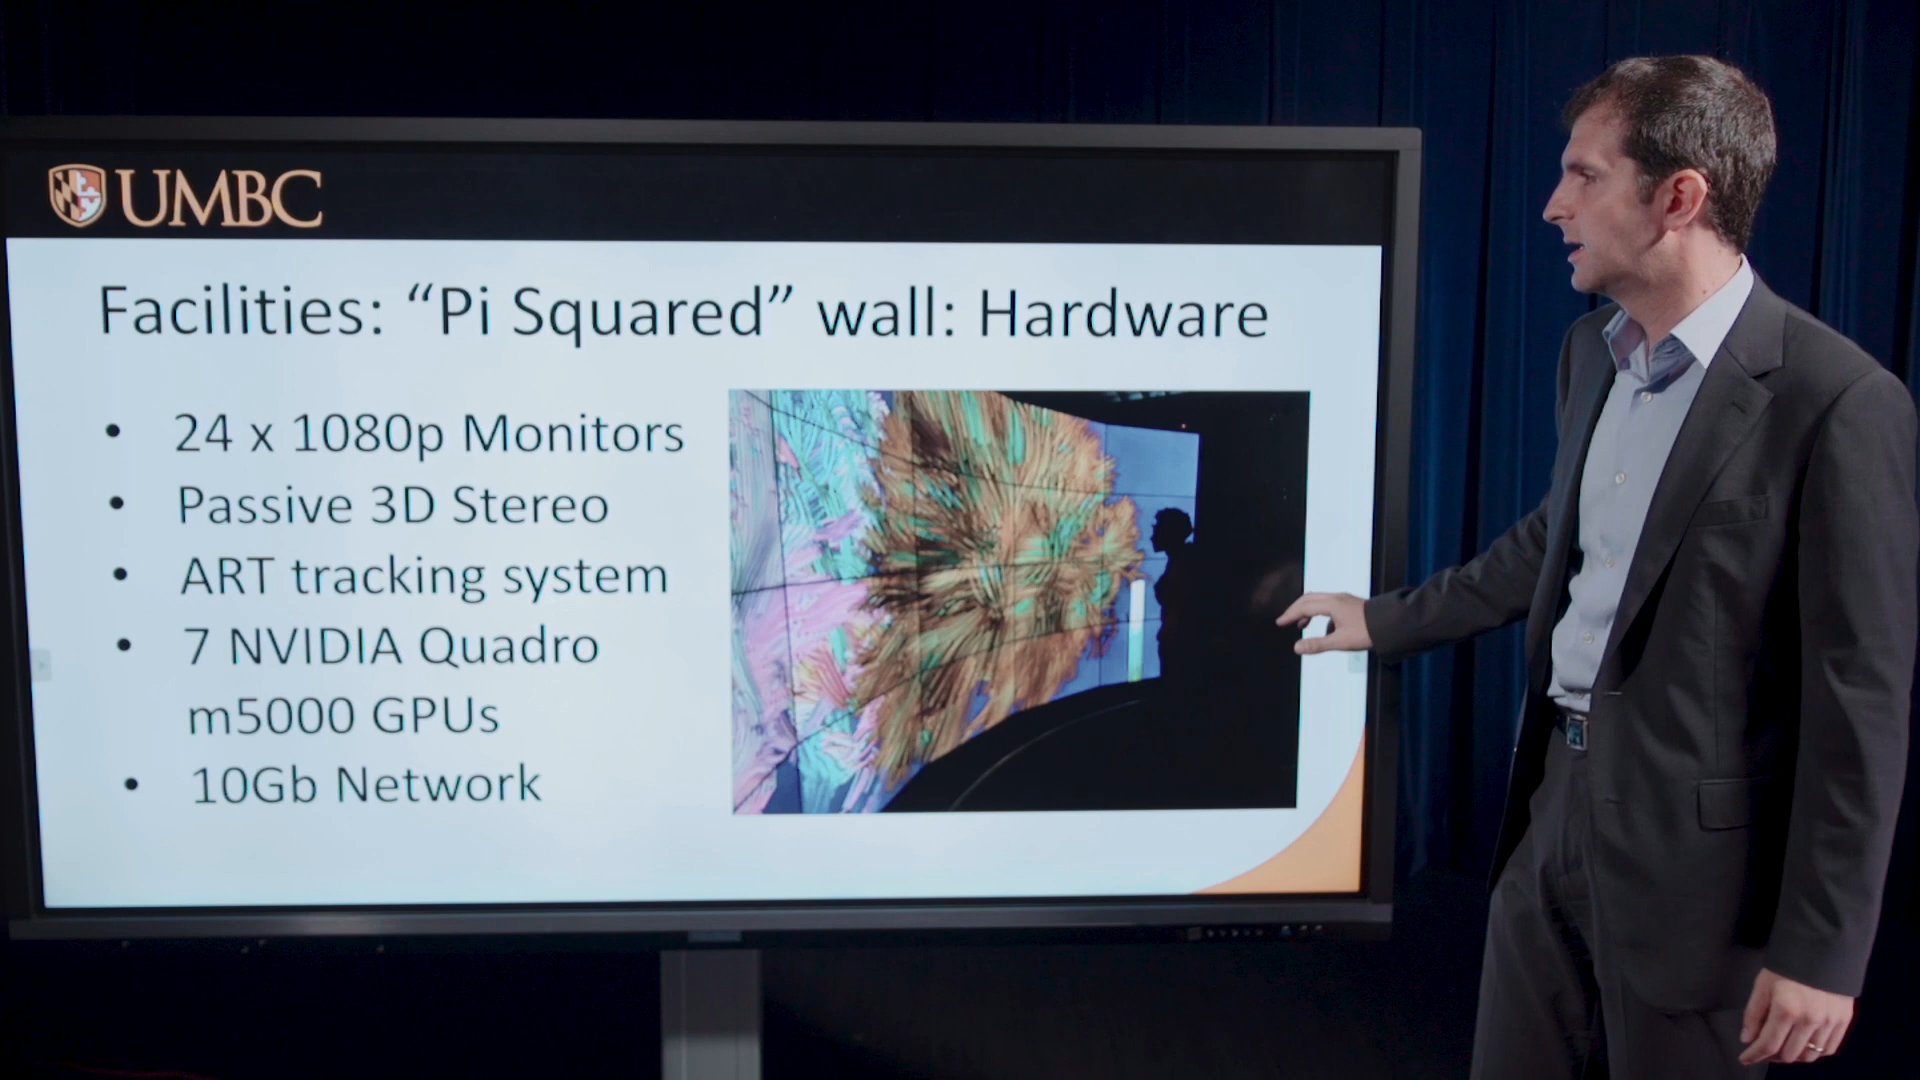 UMBC
Facilities: “Pi Squared” wall: Hardware
• 24 x 1080p Monitors
• Passive 3D Stereo
• ART tracking system
• 7 NVIDIA Quadro
m5000 GPUs
• 10Gb Network